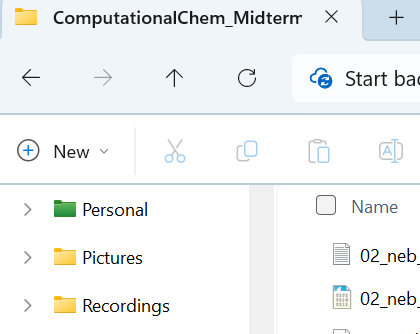 ComputationalChem_Midterm
Start bac
New
Personal
Name
02_neb_
Pictures
02_neb_
Recordings